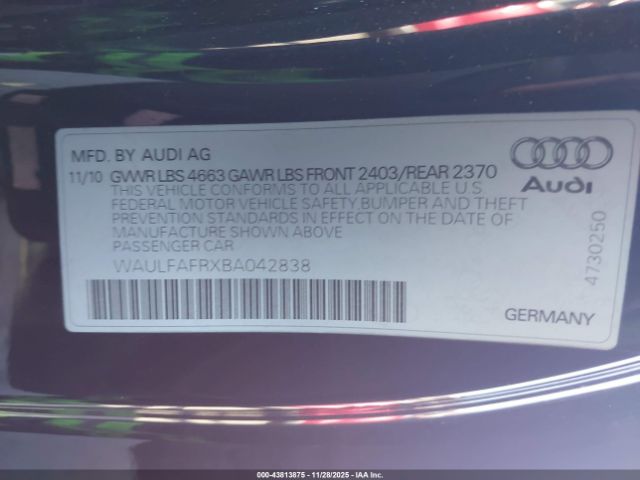 MFD. BY AUDI AG
11/10 GVWR LBS 4663 GAWR LBS FRONT 2403/REAR 2370
THIS VEHICLE CONFORMS TO ALL APPLICABLE U.S.
FEDERAL MOTOR VEHICLE SAFETY, BUMPER AND THEFT
PREVENTION STANDARDS IN EFFECT ON THE DATE OF
MANUFACTURE SHOWN ABOVE
PASSENGER CAR
WAULFAFRXBA042838
Audi
4730250
GERMANY
000-43813875 | 11/28/2025 - IAAI.COM